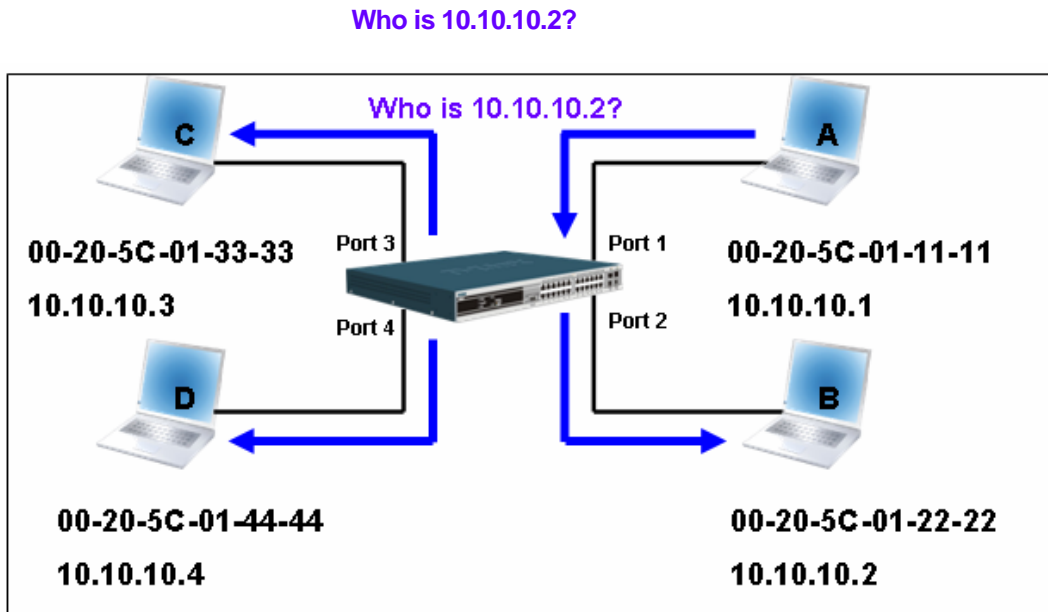 Who is 10.10.10.2?
Who is 10.10.10.2?
C
A
00-20-5C-01-33-33
10.10.10.3
Port 3
Port 1
00-20-5C-01-11-11
10.10.10.1
Port 4
Port 2
D
B
00-20-5C-01-44-44
10.10.10.4
00-20-5C-01-22-22
10.10.10.2